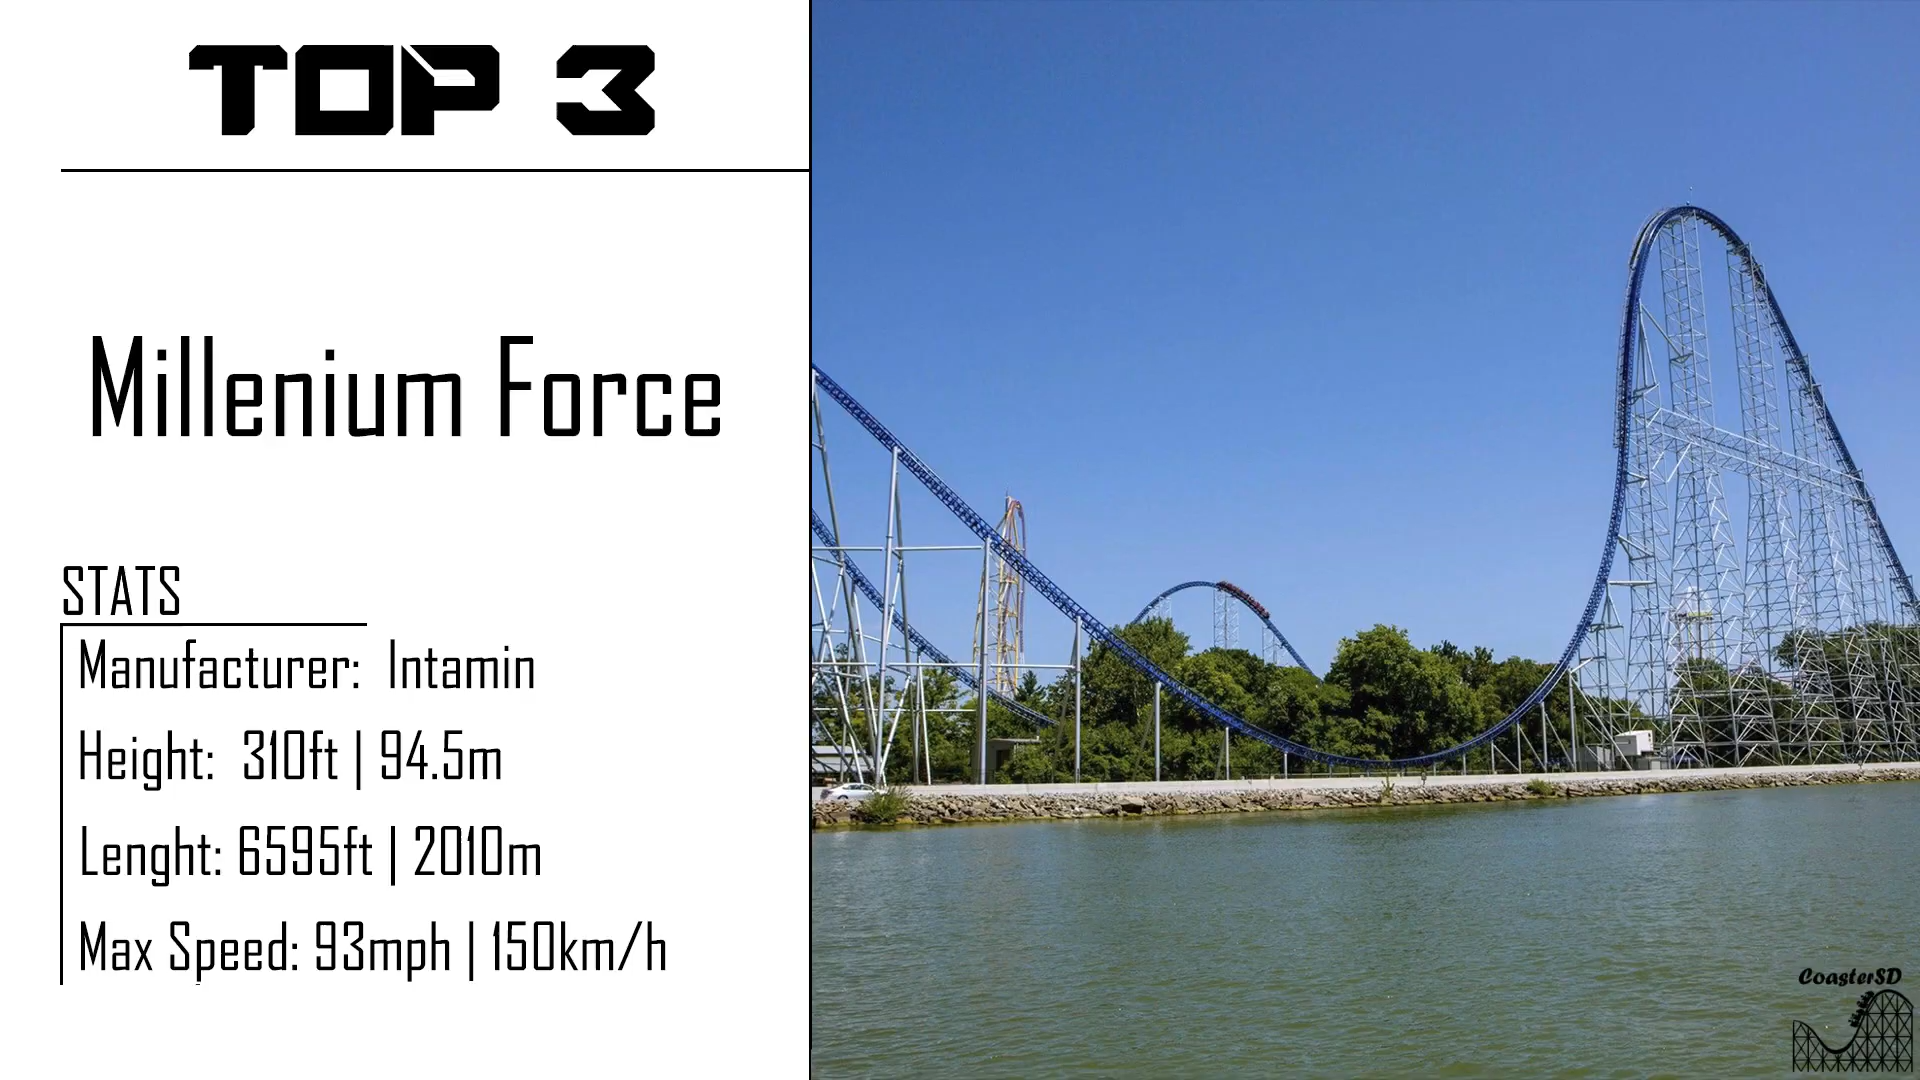 TOP 3
Millenium Force
STATS
Manufacturer: Intamin
Height: 310ft | 94.5m
Lenght: 6595ft | 2010m
Max Speed: 93mph | 150km/h
CoasterSD